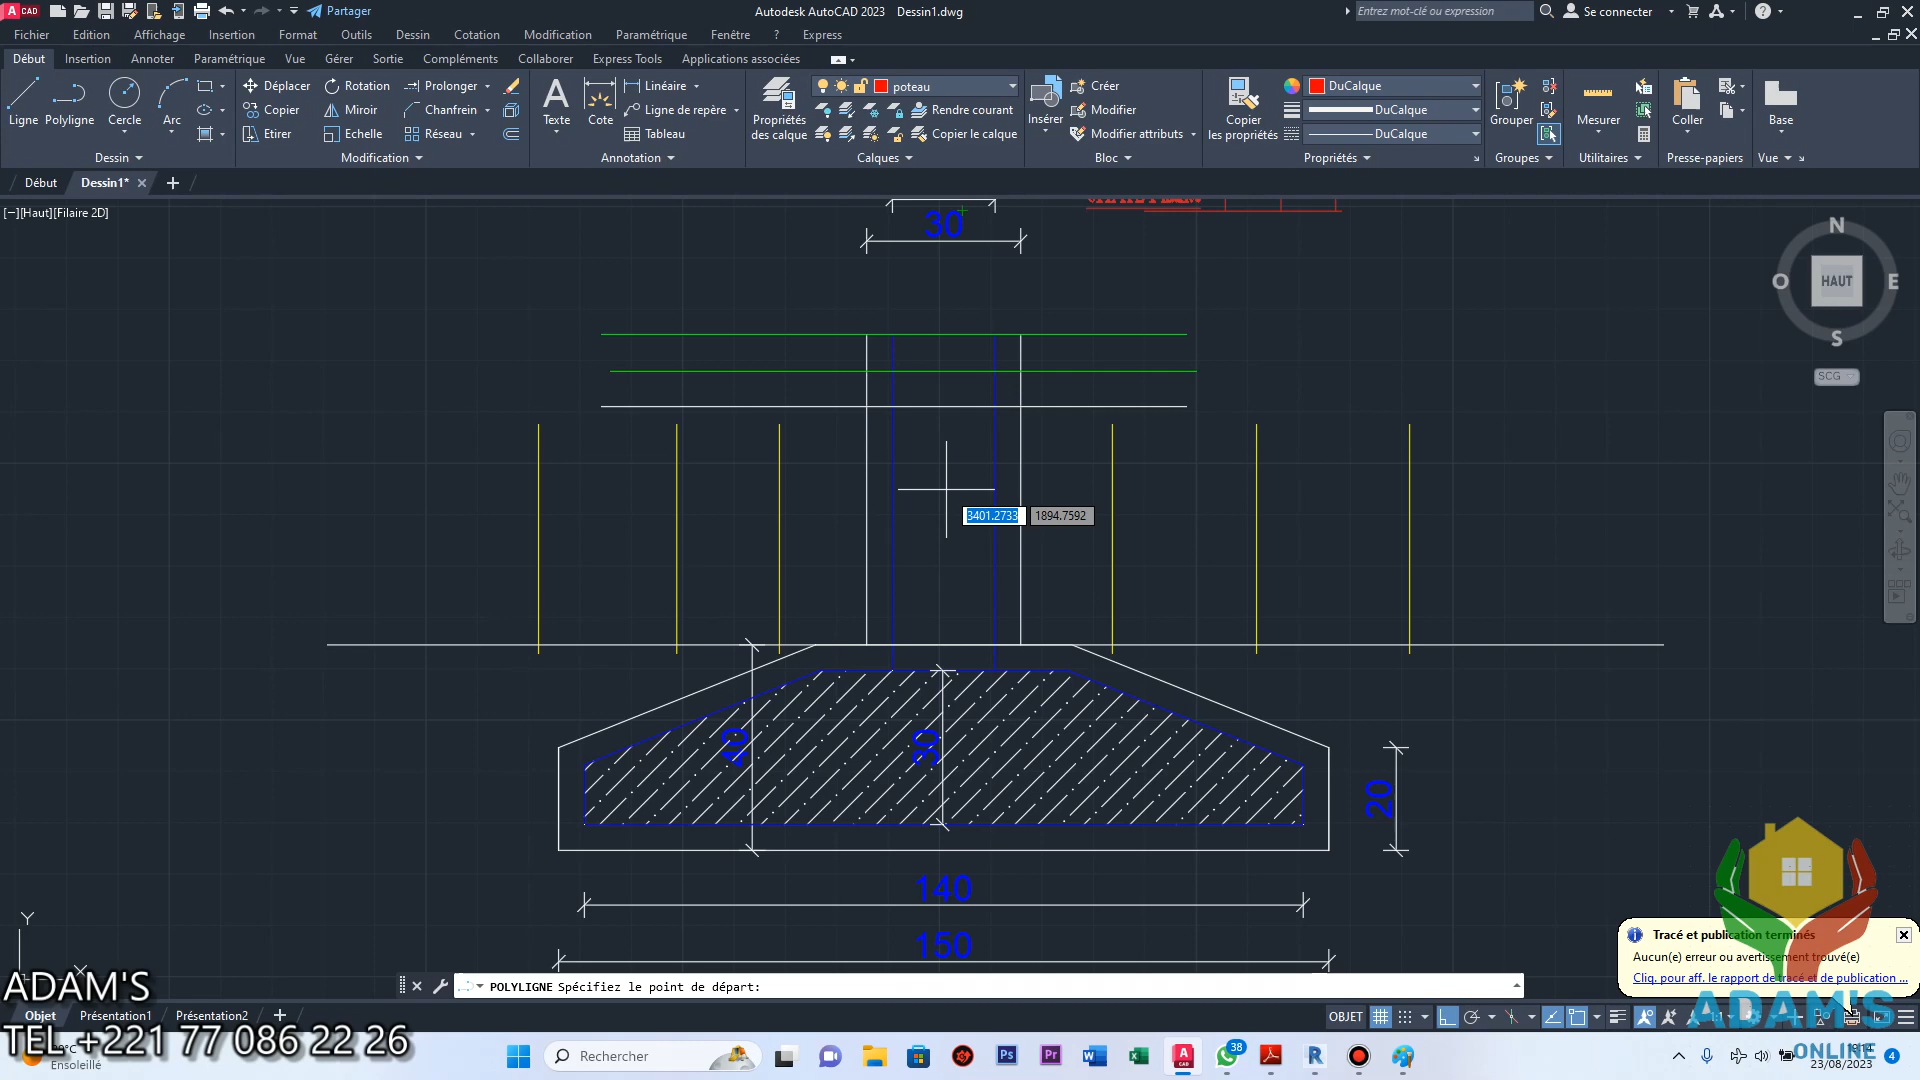 CAD
Partager
Autodesk AutoCAD 2023 Dessin1.dwg
Entrez mot-clé ou expression
Se connecter
Fichier Edition Affichage Insertion Format Outils Dessin Cotation Modification Paramétrique Fenêtre ? Express
Début Insertion Annoter Paramétrique Vue Gérer Sortie Compléments Collaborer Express Tools Applications associées
Ligne Polyligne Cercle Arc
Déplacer Rotation Prolonger
Copier Miroir Chanfrein
Etirer Echelle Réseau
Texte Cote
Linéaire
Ligne de repère
Tableau
Propriétés des calque
poteau
Rendre courant
Copier le calque
Insérer
Créer
Modifier
Modifier attributs
Copier les propriétés
DuCalque
DuCalque
DuCalque
Grouper Mesurer Coller Base
Dessin Modification Annotation Calques Bloc Propriétés Groupes Utilitaires Presse-papiers Vue
Début Dessin1*
[−][Haut][Filaire 2D]
30
N
O HAUT E
S
SCG
3401.2733 1894.7592
40
30
20
140
150
Y
X
Tracé et publication terminés
Aucun(e) erreur ou avertissement trouvé(e)
Cliq. pour aff. le rapport de tracé et de publication ...
POLYLIGNE Spécifiez le point de départ:
ADAM'S
TEL +221 77 086 22 26
Objet Présentation1 Présentation2
OBJET
ADAM'S
ONLINE
Ensoleillé
Rechercher
38
23/08/2023
4